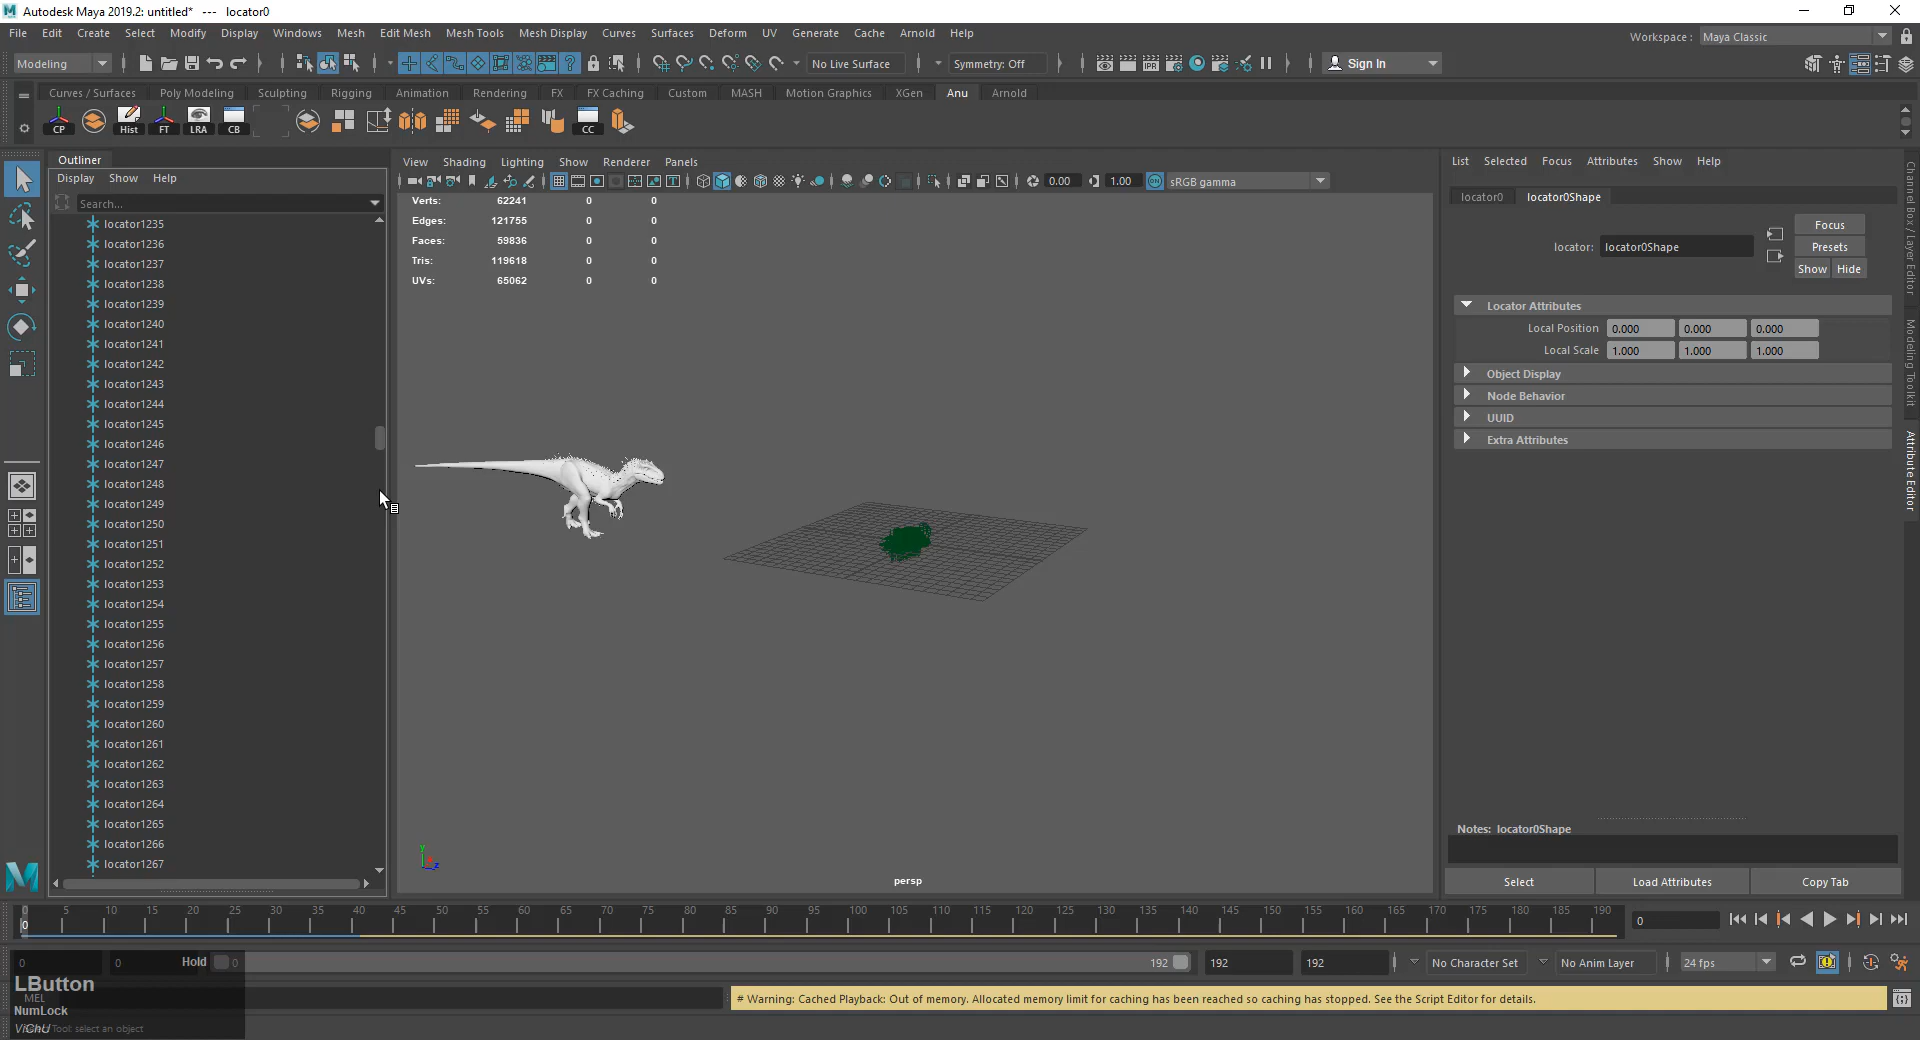 Autodesk Maya 2019.2: untitled*  ---  locator0
File Edit Create Select Modify Display Windows Mesh Edit Mesh Mesh Tools Mesh Display Curves Surfaces Deform UV Generate Cache Arnold Help
Workspace : Maya Classic
Modeling No Live Surface Symmetry: Off IPR Sign In
Curves / Surfaces Poly Modeling Sculpting Rigging Animation Rendering FX FX Caching Custom MASH Motion Graphics XGen Anu Arnold
CP Hist FT LRA CB CC
Outliner
Display Show Help
Search...
locator1235
locator1236
locator1237
locator1238
locator1239
locator1240
locator1241
locator1242
locator1243
locator1244
locator1245
locator1246
locator1247
locator1248
locator1249
locator1250
locator1251
locator1252
locator1253
locator1254
locator1255
locator1256
locator1257
locator1258
locator1259
locator1260
locator1261
locator1262
locator1263
locator1264
locator1265
locator1266
locator1267
View Shading Lighting Show Renderer Panels
0.00 1.00 ON sRGB gamma
Verts: 62241 0 0
Edges: 121755 0 0
Faces: 59836 0 0
Tris: 119618 0 0
UVs: 65062 0 0
y
z
persp
List Selected Focus Attributes Show Help
locator0 locator0Shape
locator: locator0Shape
Focus
Presets
Show Hide
Locator Attributes
Local Position 0.000 0.000 0.000
Local Scale 1.000 1.000 1.000
Object Display
Node Behavior
UUID
Extra Attributes
Notes: locator0Shape
Select Load Attributes Copy Tab
Channel Box / Layer Editor
Modeling Toolkit
Attribute Editor
0 5 10 15 20 25 30 35 40 45 50 55 60 65 70 75 80 85 90 95 100 105 110 115 120 125 130 135 140 145 150 155 160 165 170 175 180 185 190
0 0
0 0 Hold 0 192 192 192 No Character Set No Anim Layer 24 fps
LButton
MEL
# Warning: Cached Playback: Out of memory. Allocated memory limit for caching has been reached so caching has stopped. See the Script Editor for details.
NumLock
Tool: select an object